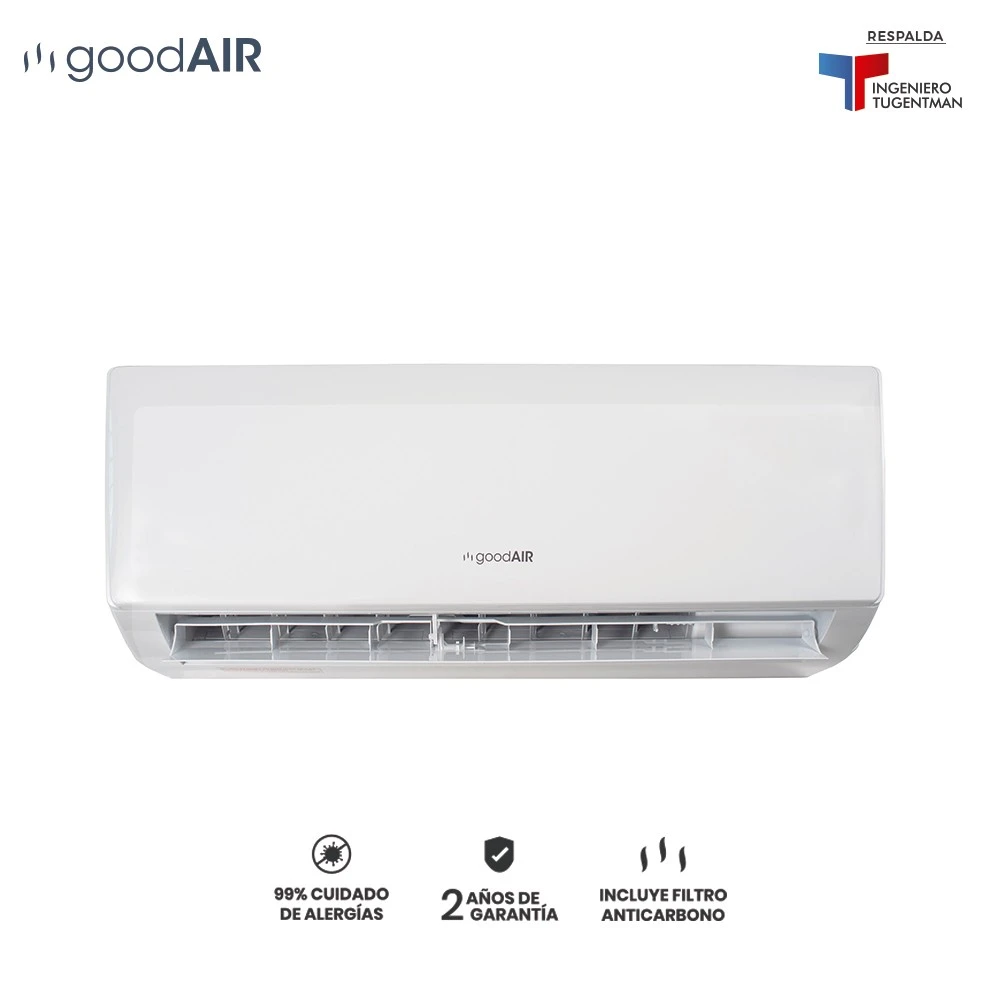 goodAIR
RESPALDA
INGENIERO
TUGENTMAN
goodAIR
99% CUIDADO
DE ALERGÍAS
2 AÑOS DE
GARANTÍA
INCLUYE FILTRO
ANTICARBONO